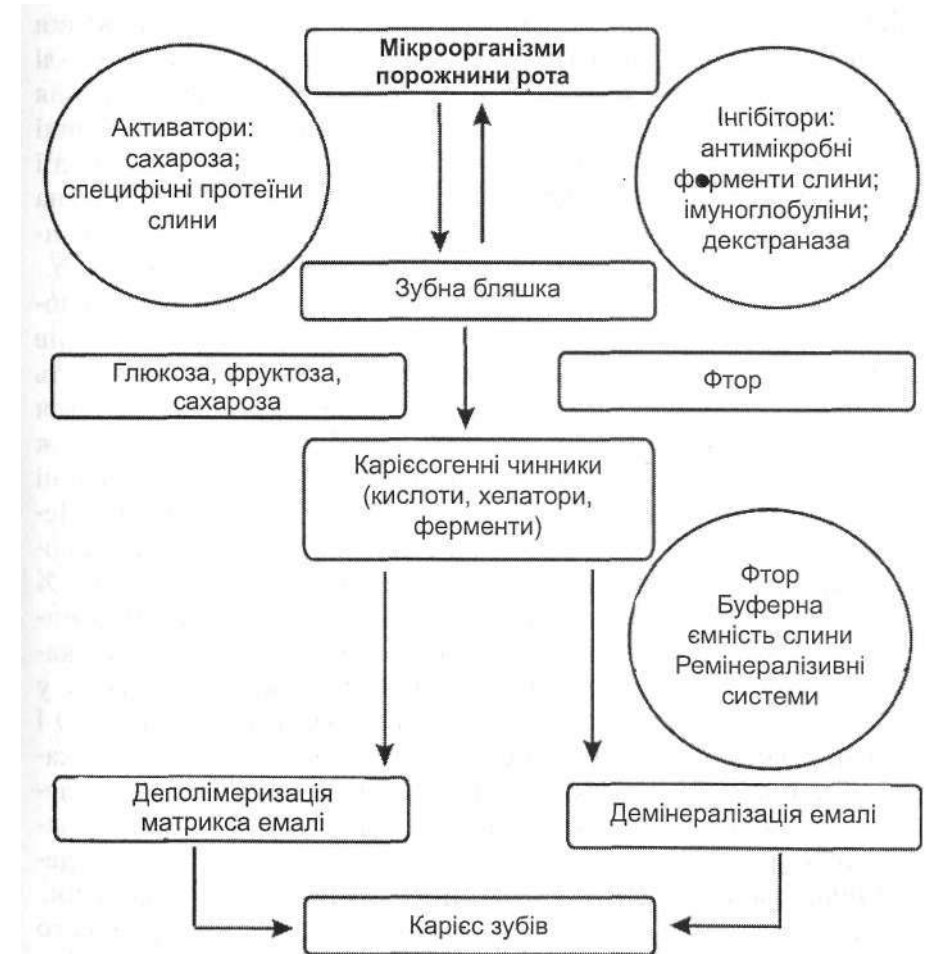 Мікроорганізми
порожнини рота
Активатори:
сахароза;
специфічні протеїни
слини
Інгібітори:
антимікробні
ферменти слини;
імуноглобуліни;
декстраназа
Зубна бляшка
Глюкоза, фруктоза,
сахароза
Фтор
Карієсогенні чинники
(кислоти, хелатори,
ферменти)
Фтор
Буферна
ємність слини
Ремінералізивні
системи
Деполімеризація
матрикса емалі
Демінералізація емалі
Карієс зубів